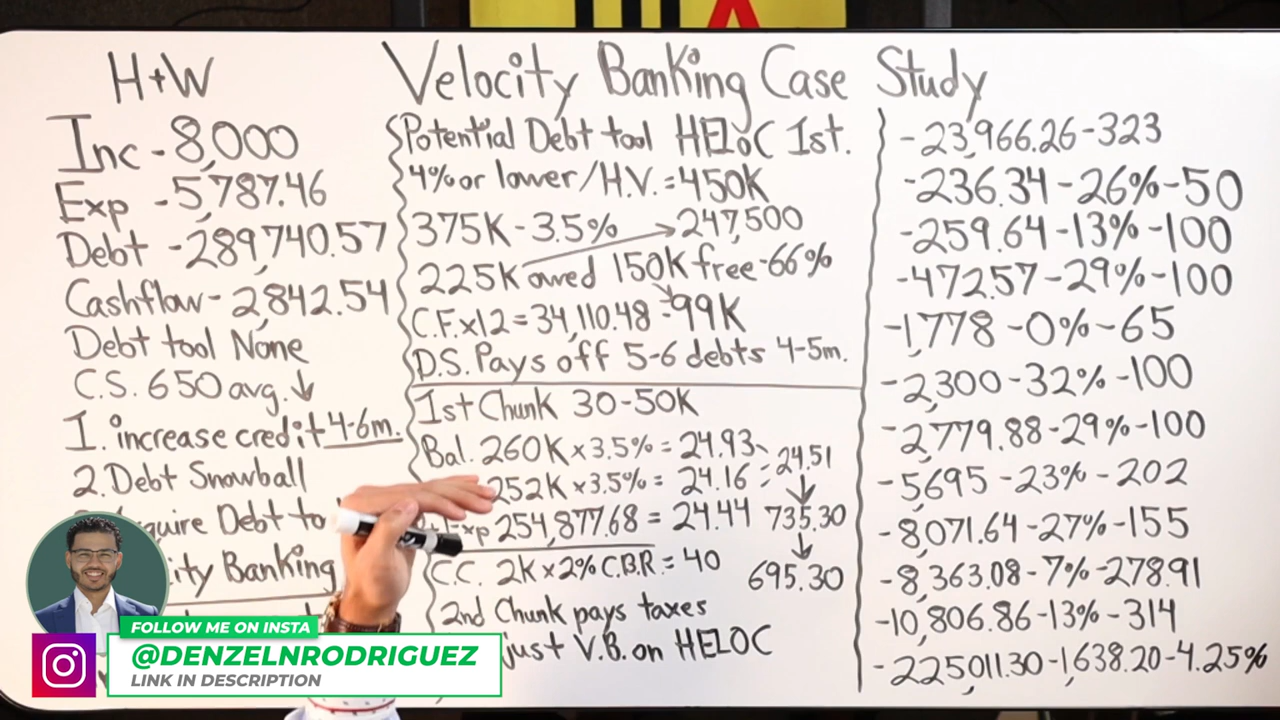 H+W
Velocity Banking Case Study
Inc - 8,000
Exp - 5,787.46
Debt - 289,740.57
Cashflow - 2,842.54
Debt tool None
C.S. 650 avg. ↓
1. increase credit 4-6m.
2. Debt Snowball
quire Debt to
ity Banking
Potential Debt tool HELOC 1st.
4% or lower/H.V. = 450K
375K - 3.5% → 247,500
225K owed 150K free - 66%
C.F. x 12 = 34,110.48 - 99K
D.S. Pays off 5-6 debts 4-5m.
1st Chunk 30-50K
Bal. 260K x 3.5% = 24.93
252K x 3.5% = 24.16 = 24.51
xp 254,877.68 = 24.44 735.30
C.C. 2K x 2% C.B.R. = 40 695.30
2nd Chunk pays taxes
just V.B. on HELOC
- 23,966.26 - 323
- 236.34 - 26% - 50
- 259.64 - 13% - 100
- 472.57 - 29% - 100
- 1,778 - 0% - 65
- 2,300 - 32% - 100
- 2,779.88 - 29% - 100
- 5695 - 23% - 202
- 8,071.64 - 27% - 155
- 8,363.08 - 7% - 278.91
- 10,806.86 - 13% - 314
- 225,011.30 - 1,638.20 - 4.25%
FOLLOW ME ON INSTA
@DENZELNRODRIGUEZ
LINK IN DESCRIPTION